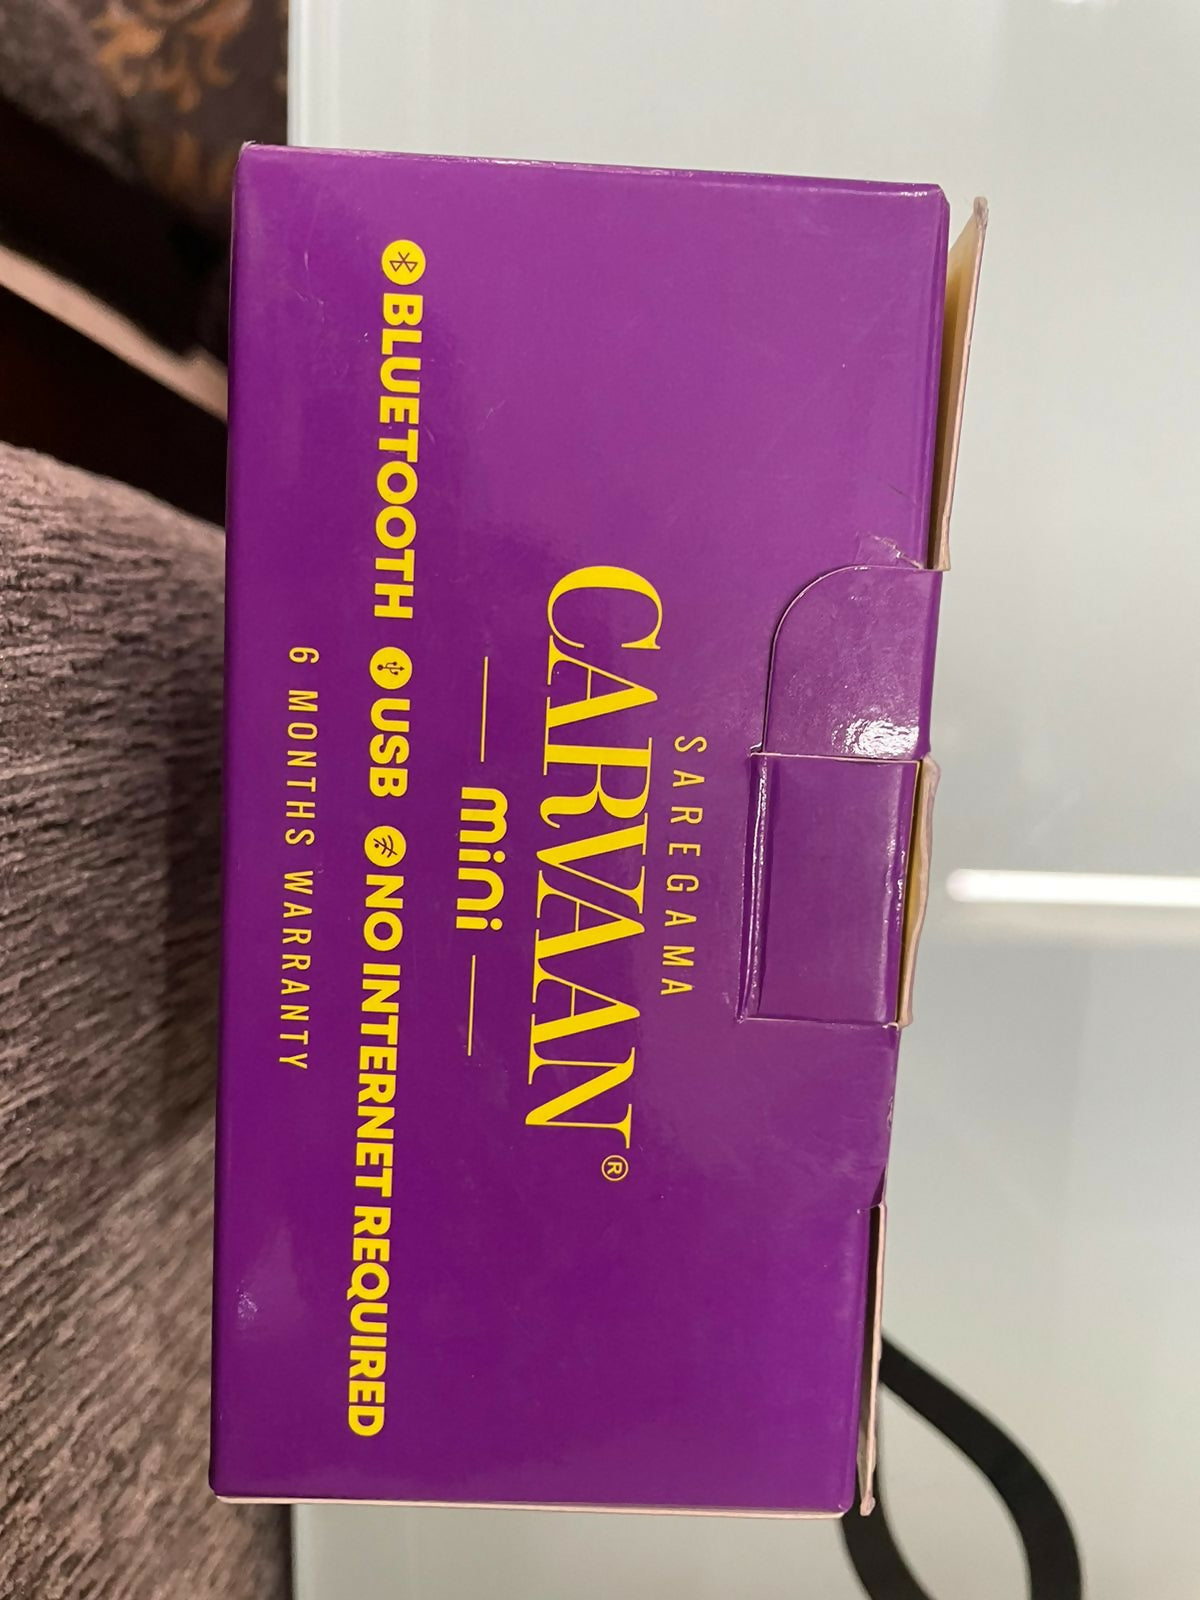 SAREGAMA
CARVAAN®
mini
BLUETOOTH USB NO INTERNET REQUIRED
6 MONTHS WARRANTY